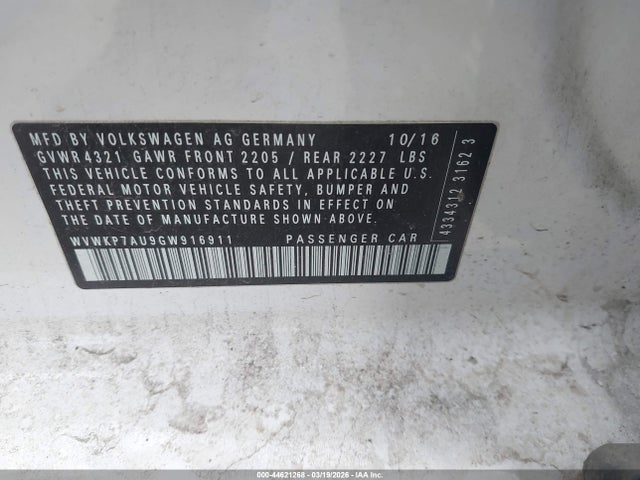 MFD BY VOLKSWAGEN AG GERMANY 10/16
GVWR 4321 GAWR FRONT 2205 / REAR 2227 LBS
THIS VEHICLE CONFORMS TO ALL APPLICABLE U.S.
FEDERAL MOTOR VEHICLE SAFETY, BUMPER AND
THEFT PREVENTION STANDARDS IN EFFECT ON
THE DATE OF MANUFACTURE SHOWN ABOVE.
WVWKP7AU9GW916911 PASSENGER CAR
4334312 3162 3
000-44621268 - 03/19/2026 - IAA Inc.